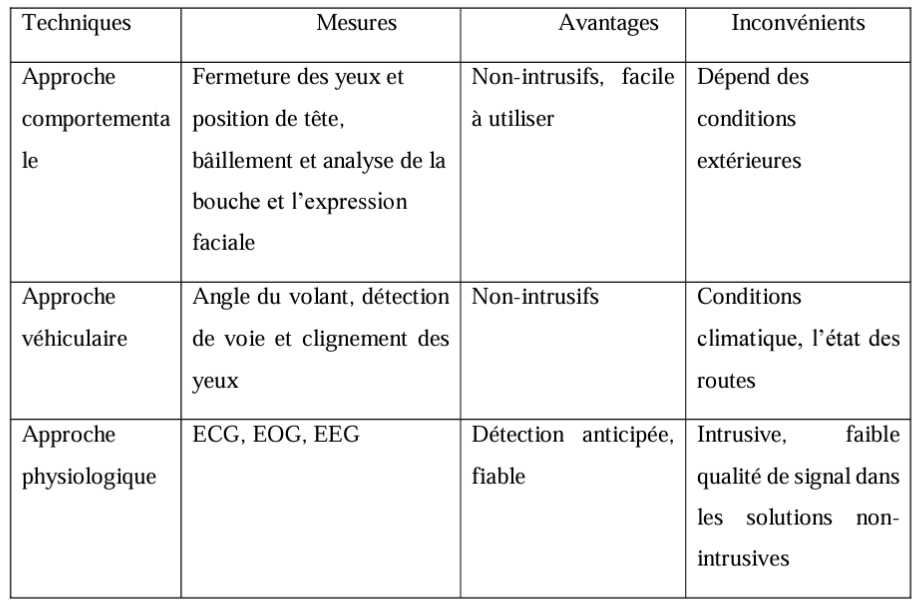 Techniques Mesures Avantages Inconvénients
Approche
comportementa
le
Fermeture des yeux et
position de tête,
bâillement et analyse de la
bouche et l’expression
faciale
Non-intrusifs, facile
à utiliser
Dépend des
conditions
extérieures
Approche
véhiculaire
Angle du volant, détection
de voie et clignement des
yeux
Non-intrusifs
Conditions
climatique, l’état des
routes
Approche
physiologique
ECG, EOG, EEG
Détection anticipée,
fiable
Intrusive, faible
qualité de signal dans
les solutions non-
intrusives